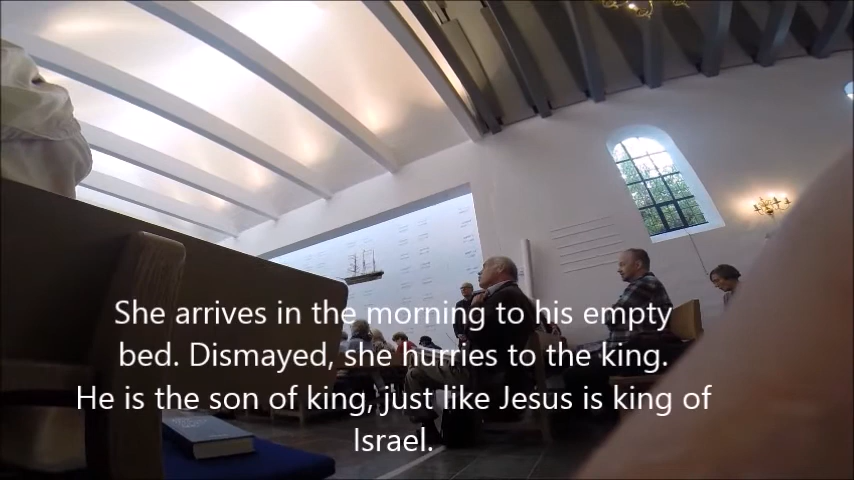 She arrives in the morning to his empty
bed. Dismayed, she hurries to the king.
He is the son of king, just like Jesus is king of
Israel.